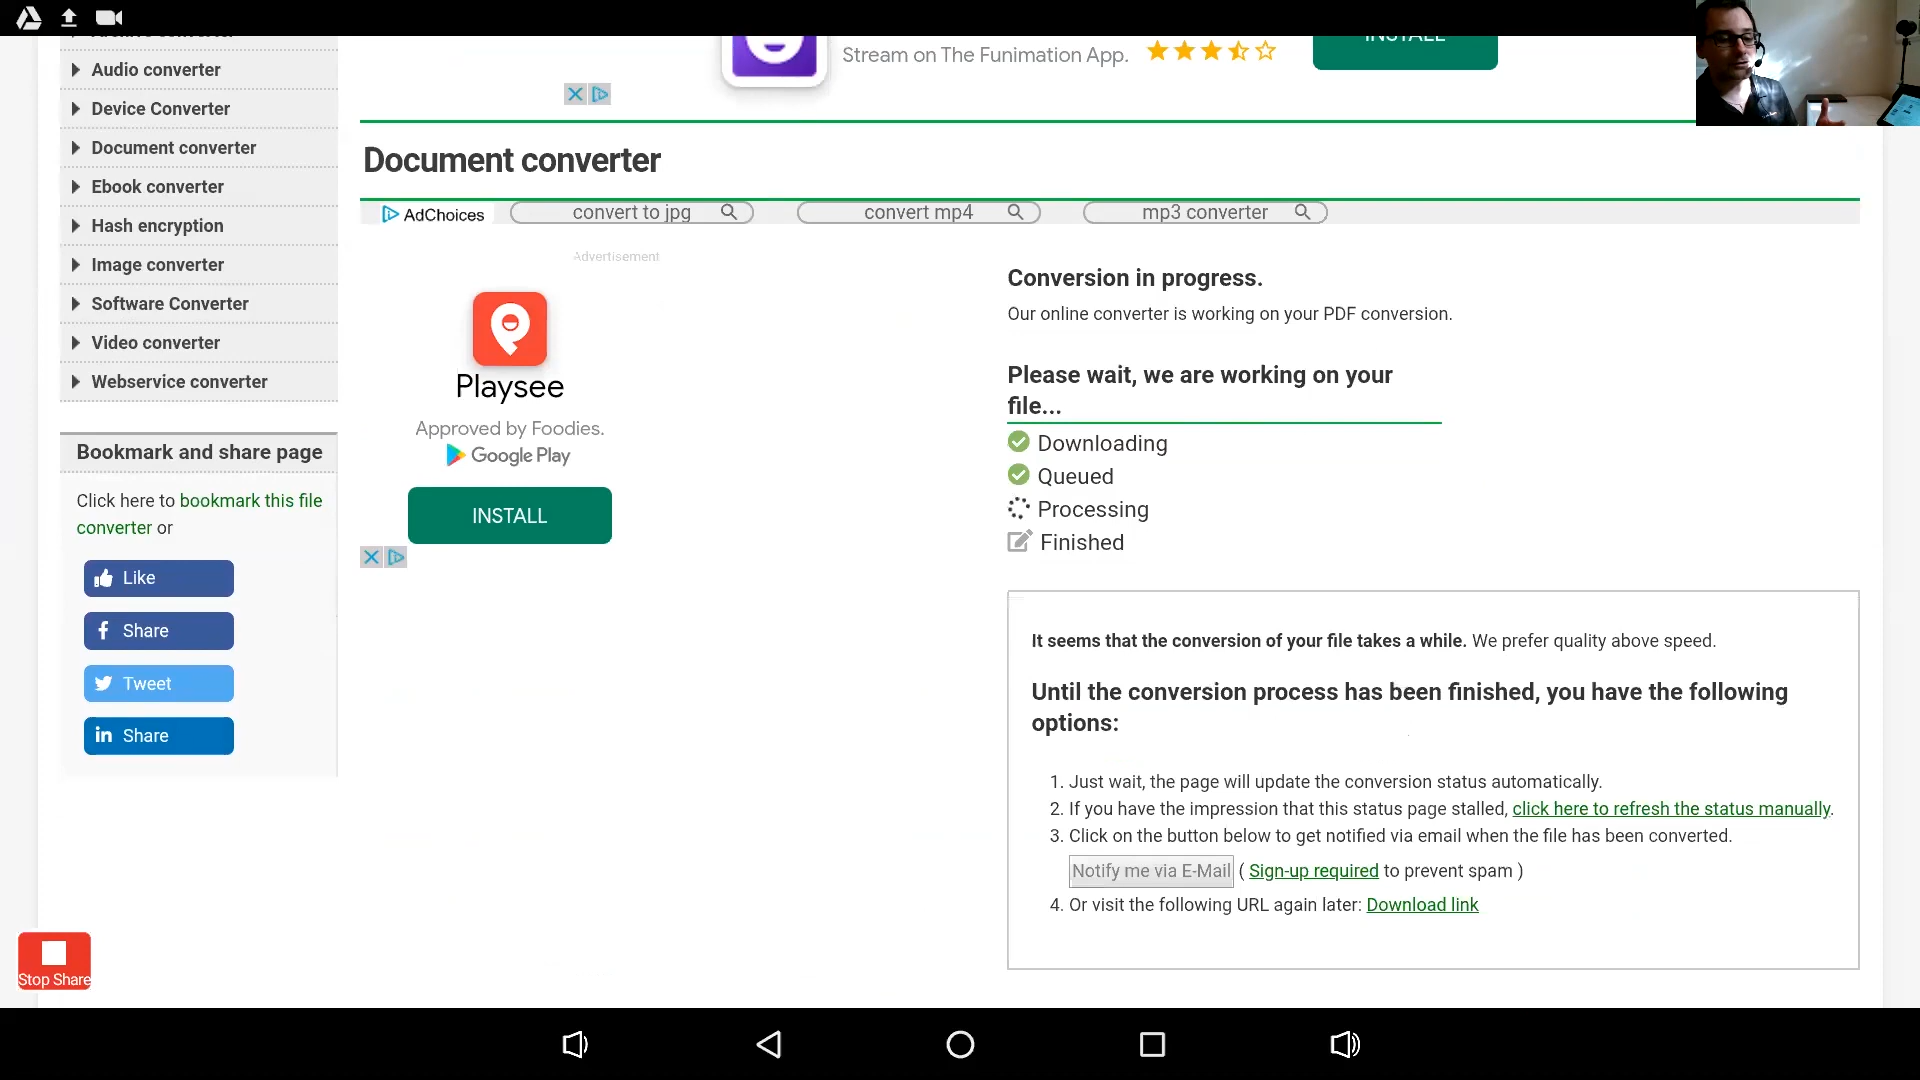 Audio converter
Device Converter
Document converter
Ebook converter
Hash encryption
Image converter
Software Converter
Video converter
Webservice converter
Bookmark and share page
Click here to bookmark this file
converter or
Like
Share
Tweet
Share
Stop Share
Stream on The Funimation App.
INSTALL
Document converter
AdChoices
convert to jpg
convert mp4
mp3 converter
Advertisement
Playsee
Approved by Foodies.
Google Play
INSTALL
Conversion in progress.
Our online converter is working on your PDF conversion.
Please wait, we are working on your
file...
Downloading
Queued
Processing
Finished
It seems that the conversion of your file takes a while. We prefer quality above speed.
Until the conversion process has been finished, you have the following
options:
1. Just wait, the page will update the conversion status automatically.
2. If you have the impression that this status page stalled, click here to refresh the status manually.
3. Click on the button below to get notified via email when the file has been converted.
Notify me via E-Mail ( Sign-up required to prevent spam )
4. Or visit the following URL again later: Download link